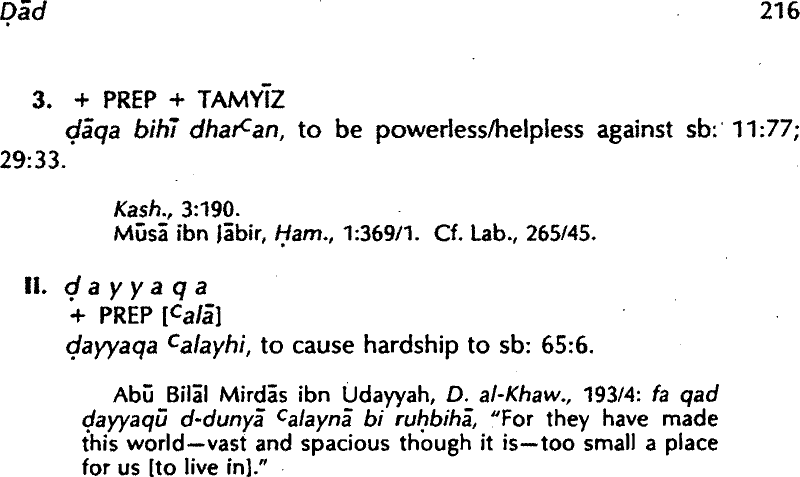 Ḍād 216
3. + PREP + TAMYĪZ
ḍāqa bihī dharᶜan, to be powerless/helpless against sb: 11:77;
29:33.
Kash., 3:190.
Mūsā ibn Jābir, Ḥam., 1:369/1. Cf. Lab., 265/45.
II. ḍ a y y a q a
+ PREP [ᶜalā]
ḍayyaqa ᶜalayhi, to cause hardship to sb: 65:6.
Abū Bilāl Mirdās ibn Udayyah, D. al-Khaw., 193/4: fa qad
ḍayyaqū d-dunyā ᶜalaynā bi ruḥbihā, "For they have made
this world—vast and spacious though it is—too small a place
for us [to live in]."